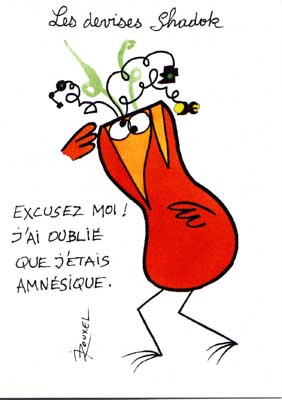 Les devises Shadok
EXCUSEZ MOI !
J'AI OUBLIÉ
QUE J'ÉTAIS
AMNÉSIQUE.
ROUXEL